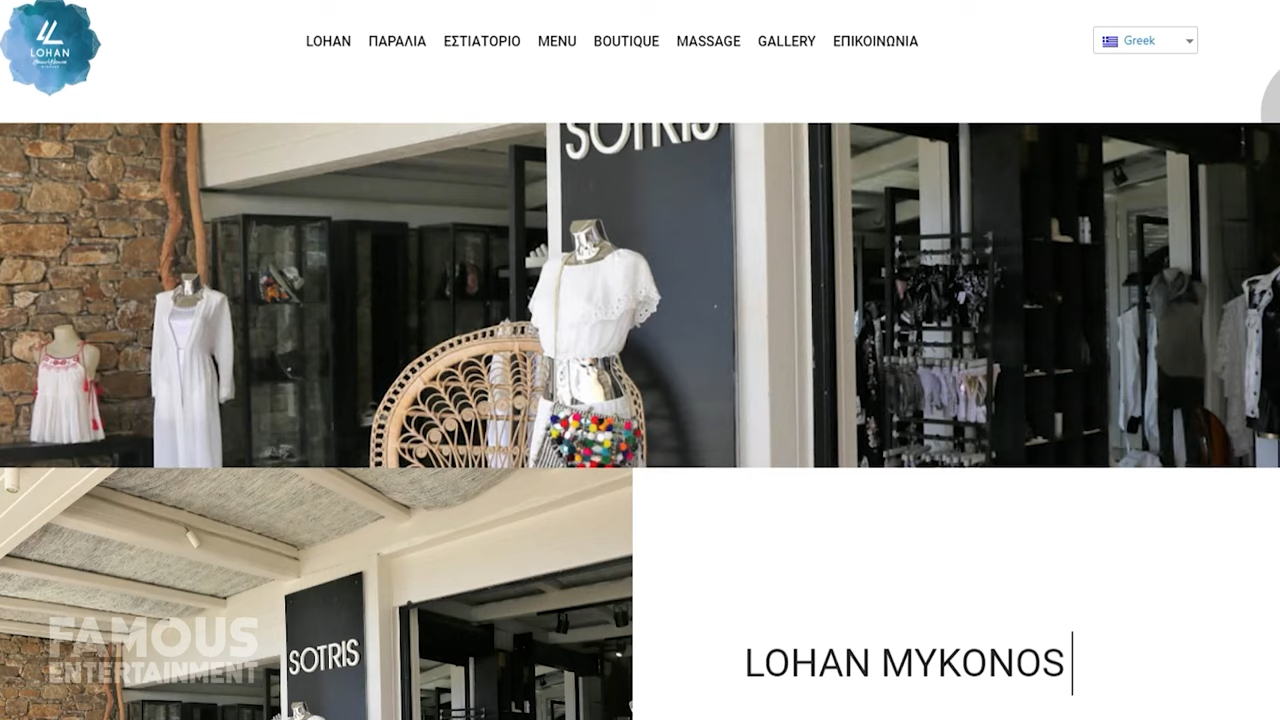 LOHAN
LOHAN ΠΑΡΑΛΙΑ ΕΣΤΙΑΤΟΡΙΟ MENU BOUTIQUE MASSAGE GALLERY ΕΠΙΚΟΙΝΩΝΙΑ
Greek
SOTRIS
SOTRIS
FAMOUS
ENTERTAINMENT
LOHAN MYKONOS